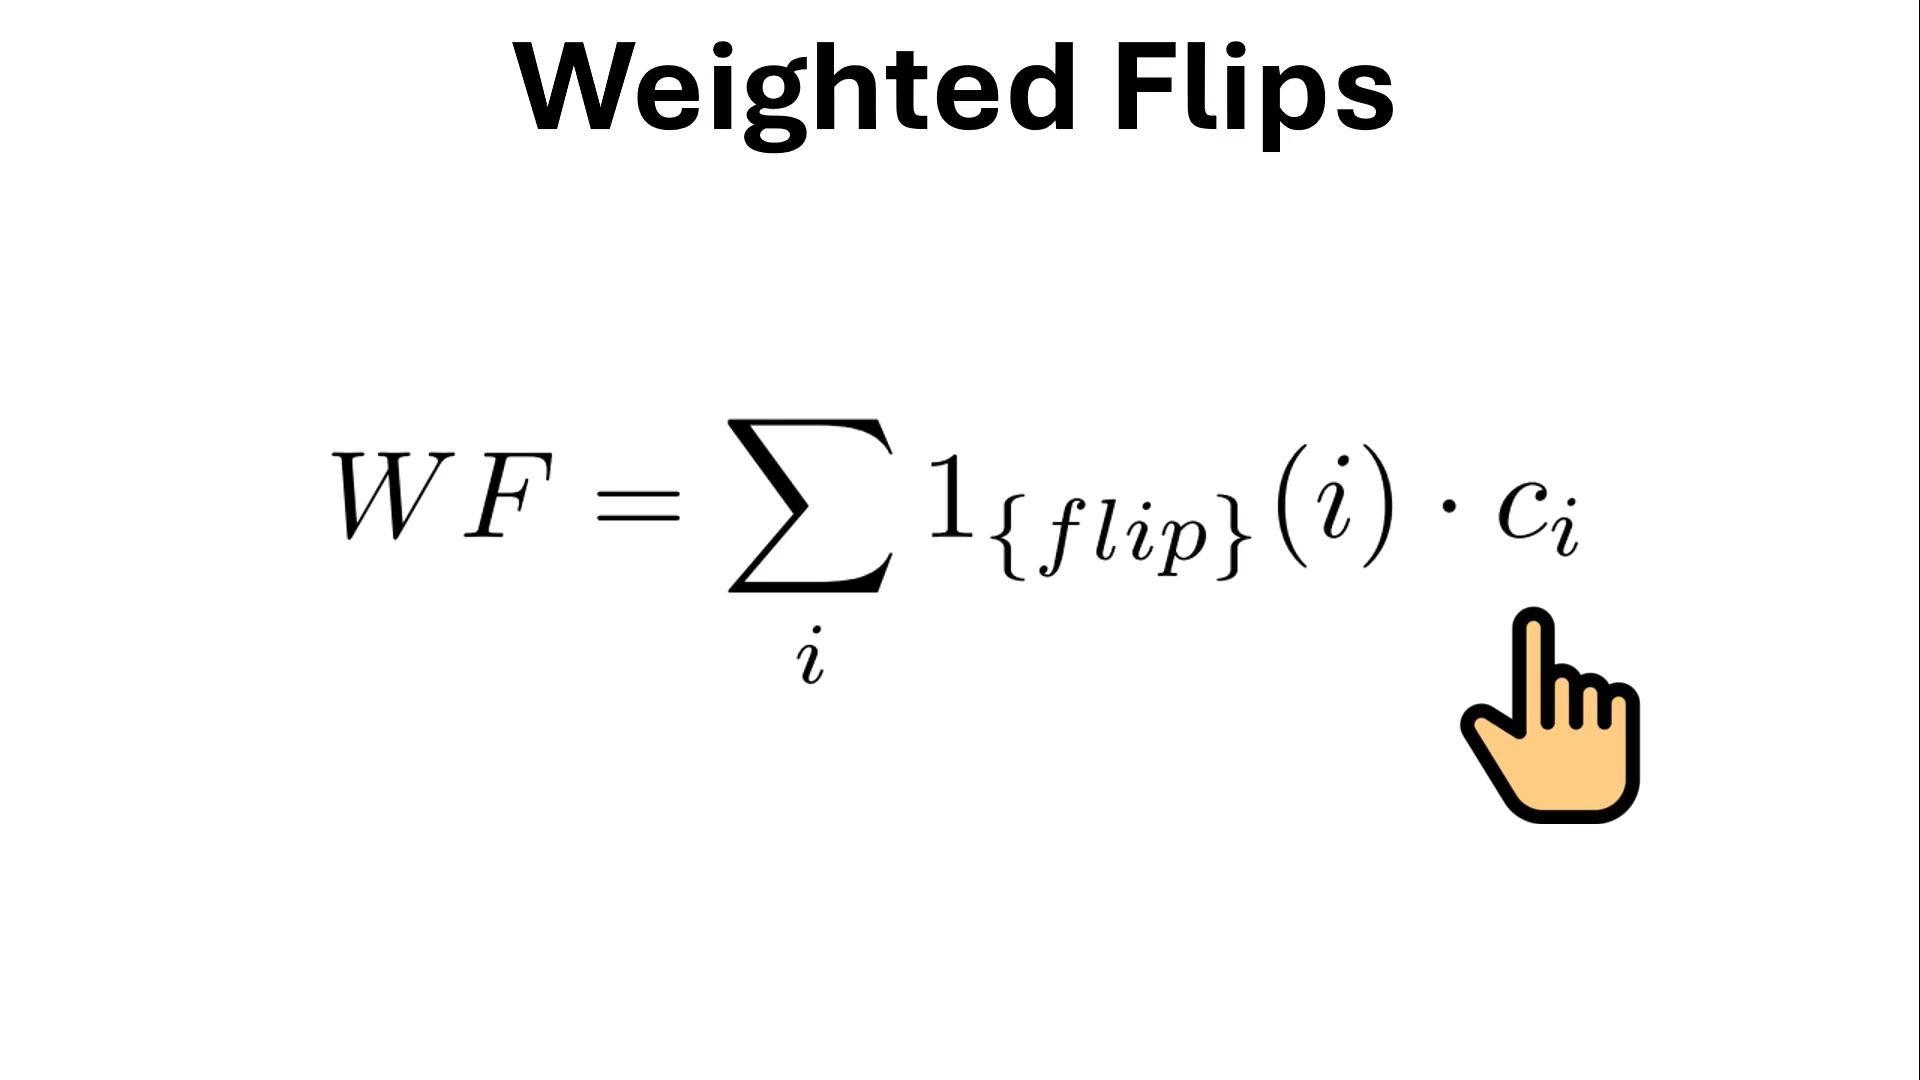 Weighted Flips
WF = ∑_i 1_{flip}(i) · c_i